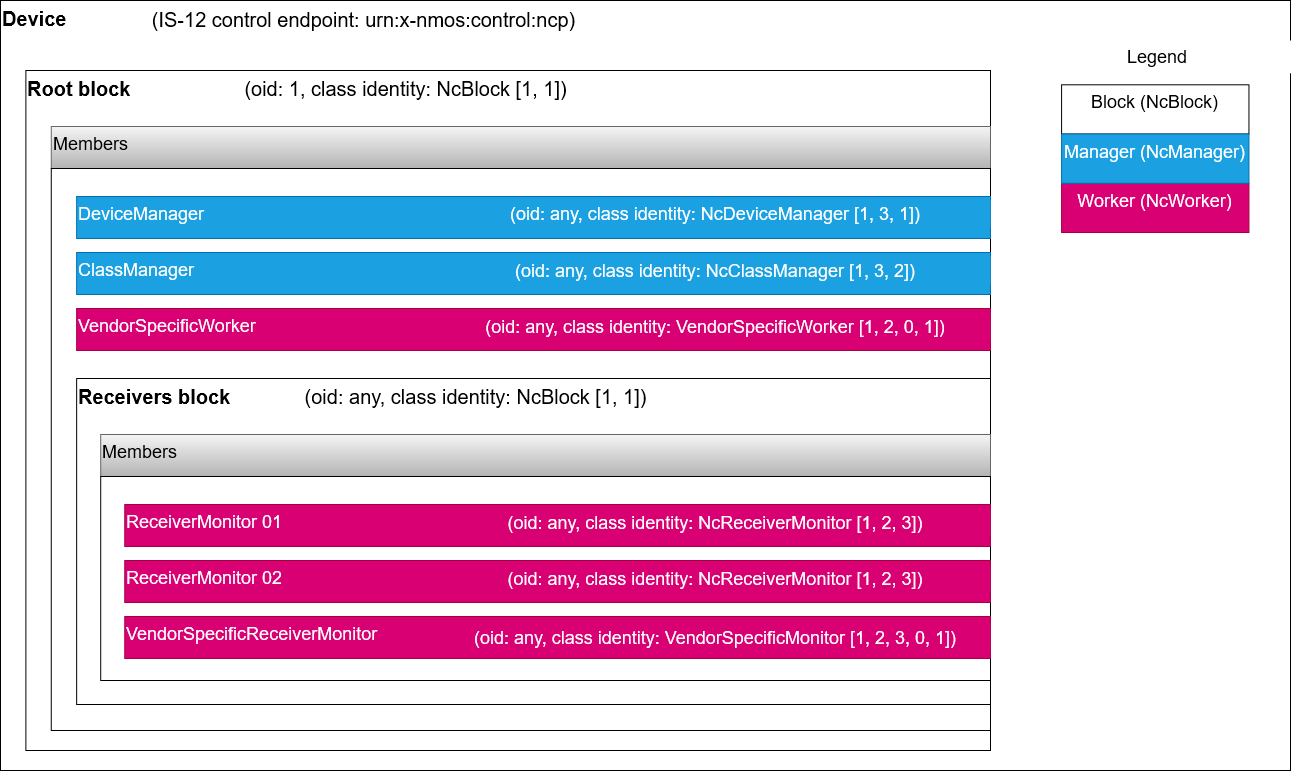 Device (IS-12 control endpoint: urn:x-nmos:control:ncp)
Root block (oid: 1, class identity: NcBlock [1, 1])
Members
DeviceManager (oid: any, class identity: NcDeviceManager [1, 3, 1])
ClassManager (oid: any, class identity: NcClassManager [1, 3, 2])
VendorSpecificWorker (oid: any, class identity: VendorSpecificWorker [1, 2, 0, 1])
Receivers block (oid: any, class identity: NcBlock [1, 1])
Members
ReceiverMonitor 01 (oid: any, class identity: NcReceiverMonitor [1, 2, 3])
ReceiverMonitor 02 (oid: any, class identity: NcReceiverMonitor [1, 2, 3])
VendorSpecificReceiverMonitor (oid: any, class identity: VendorSpecificMonitor [1, 2, 3, 0, 1])
Legend
Block (NcBlock)
Manager (NcManager)
Worker (NcWorker)